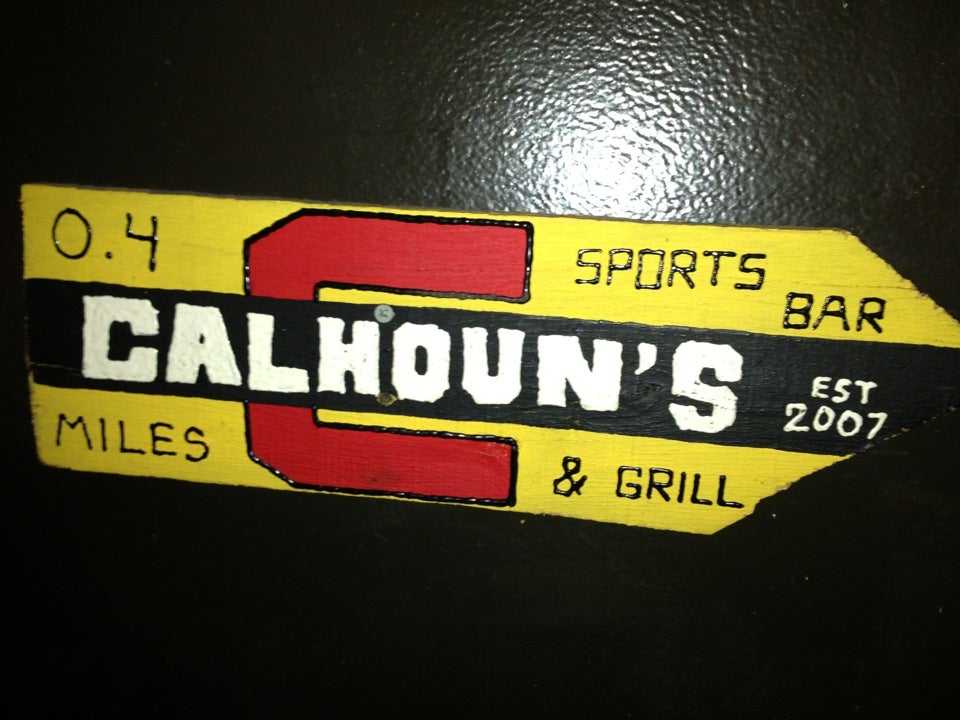 0.4
SPORTS
BAR
C
CALHOUN'S
EST
2007
MILES
& GRILL